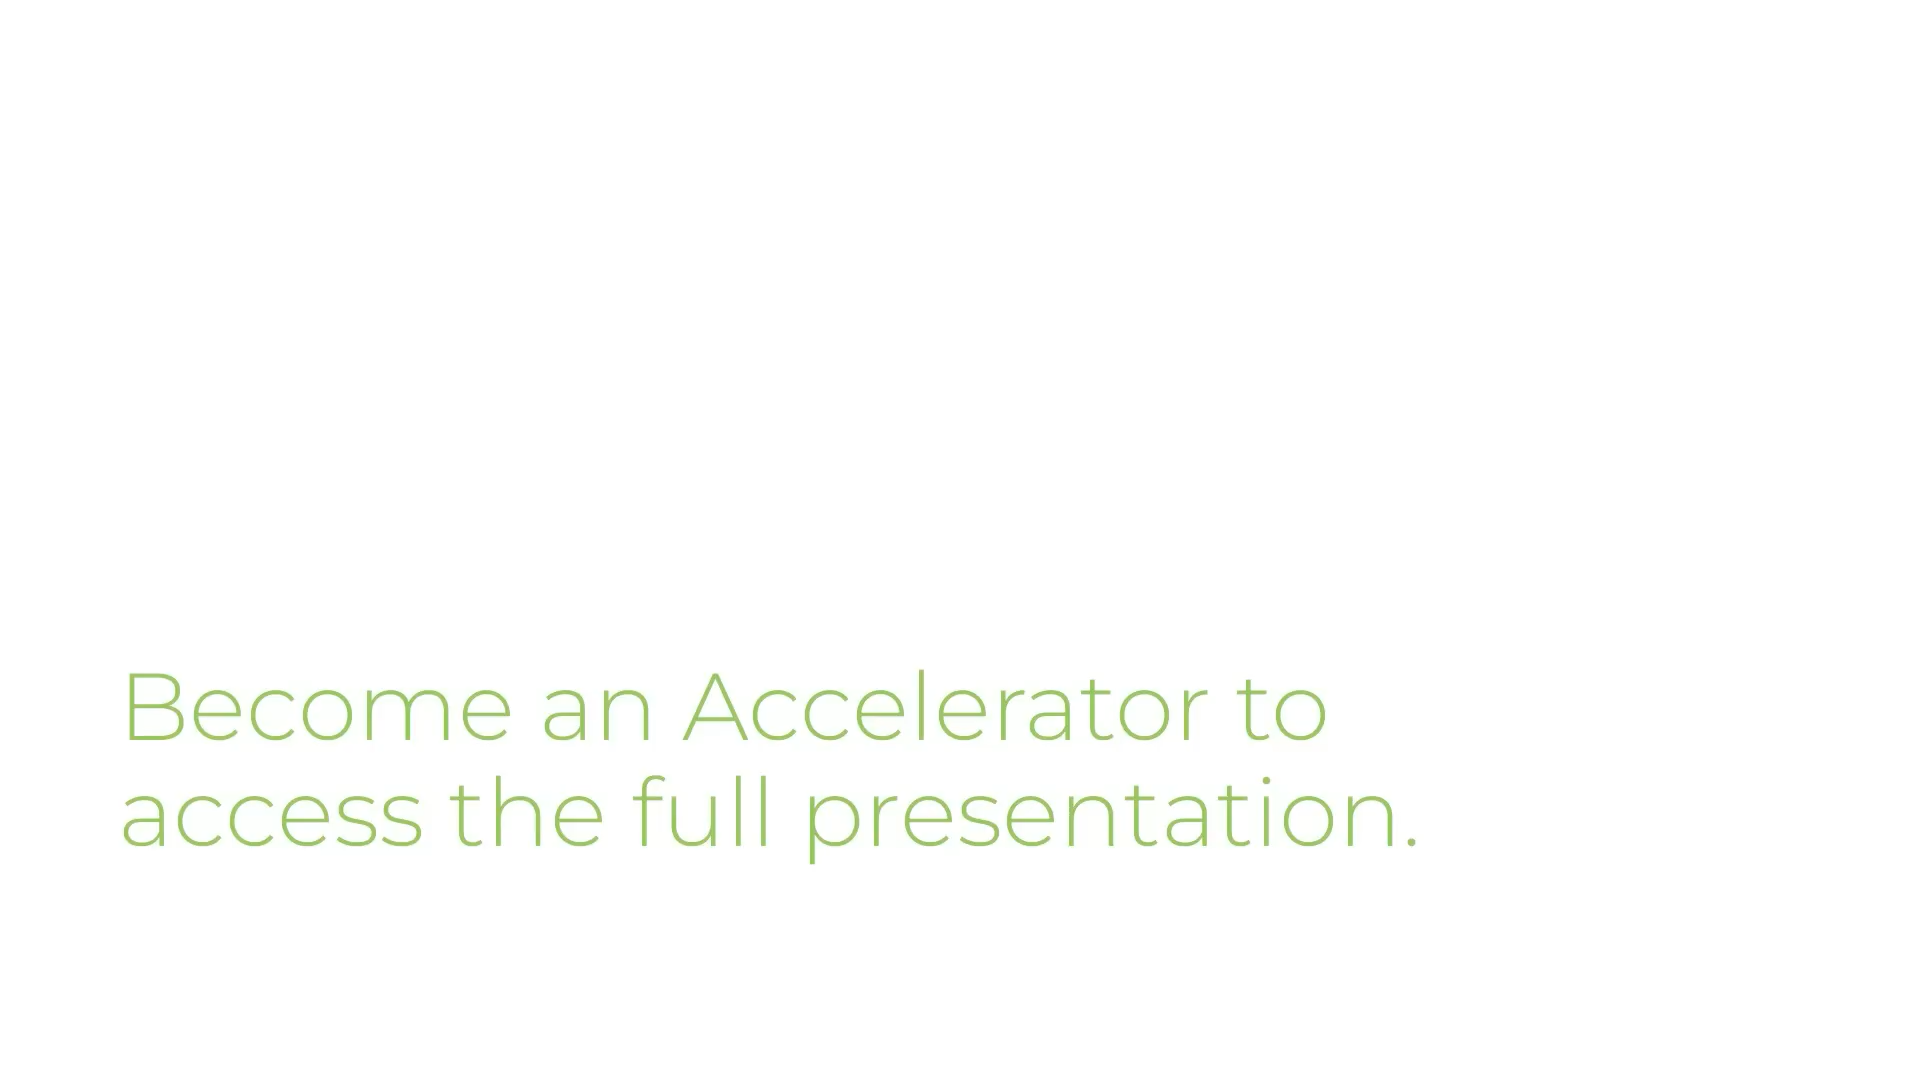 Become an Accelerator to
access the full presentation.